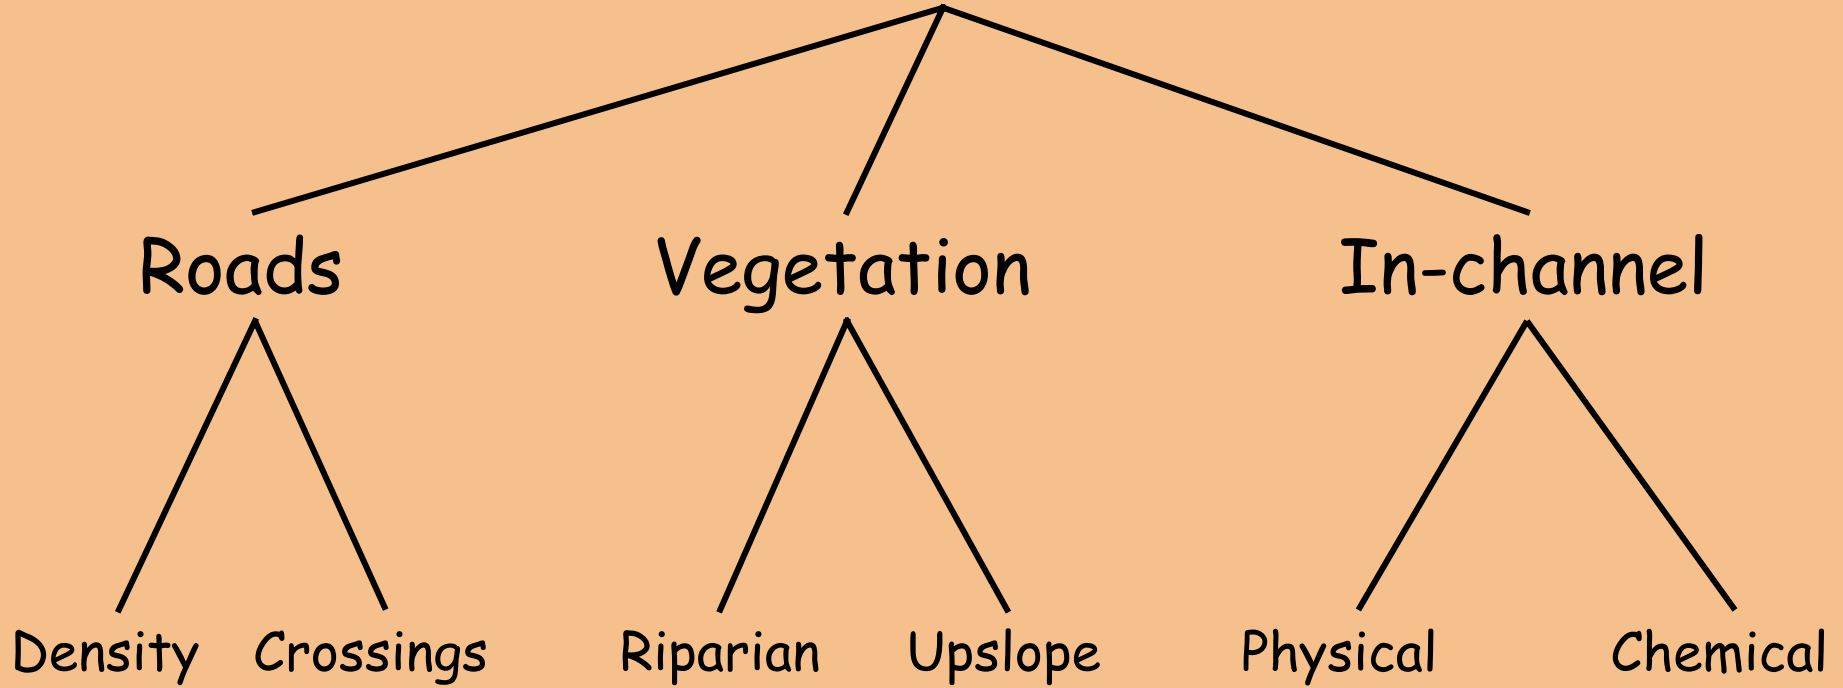 Roads Vegetation In-channel
Density Crossings Riparian Upslope Physical Chemical